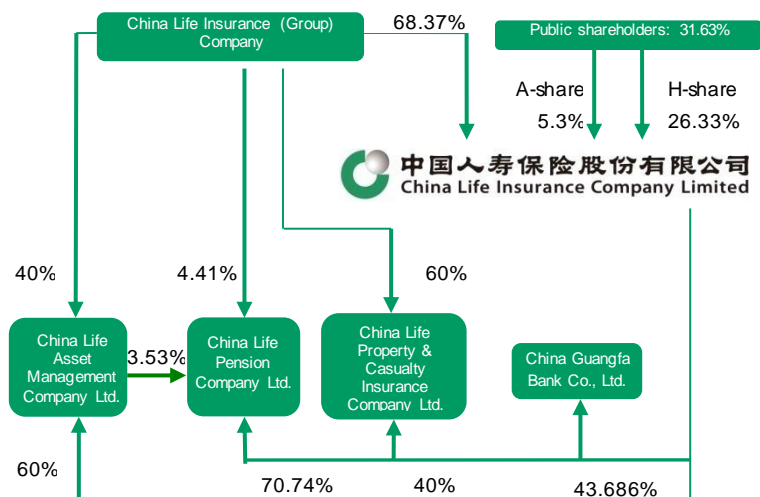 China Life Insurance (Group)
Company
68.37%
Public shareholders: 31.63%
A-share
5.3%
H-share
26.33%
中国人寿保险股份有限公司
China Life Insurance Company Limited
40%
4.41%
60%
China Life
Asset
Management
Company Ltd.
3.53%
China Life
Pension
Company Ltd.
China Life
Property &
Casualty
Insurance
Company Ltd.
China Guangfa
Bank Co., Ltd.
60%
70.74%
40%
43.686%